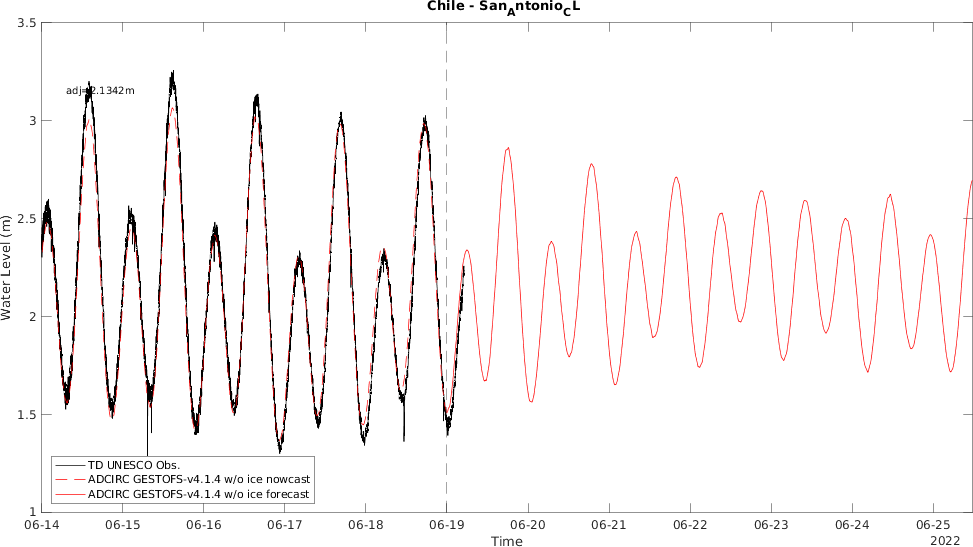 Chile - SanAntonioCL
3.5
adj=2.1342m
3
2.5
Water Level (m)
2
1.5
TD UNESCO Obs.
ADCIRC GESTOFS-v4.1.4 w/o ice nowcast
ADCIRC GESTOFS-v4.1.4 w/o ice forecast
1
06-14 06-15 06-16 06-17 06-18 06-19 06-20 06-21 06-22 06-23 06-24 06-25
Time
2022